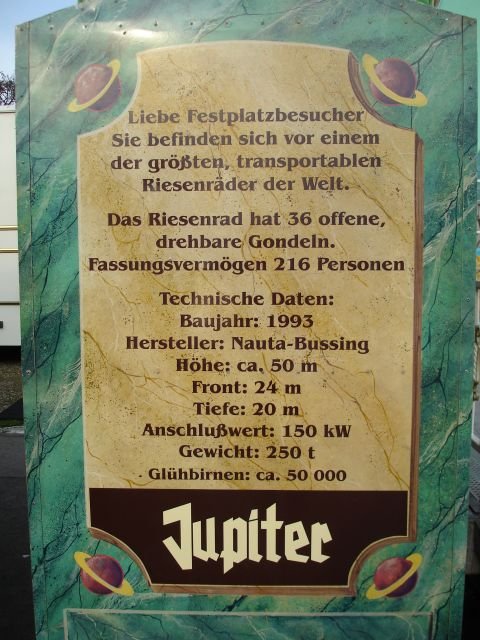 Liebe Festplatzbesucher
Sie befinden sich vor einem
der größten, transportablen
Riesenräder der Welt.
Das Riesenrad hat 36 offene,
drehbare Gondeln.
Fassungsvermögen 216 Personen
Technische Daten:
Baujahr: 1993
Hersteller: Nauta-Bussing
Höhe: ca. 50 m
Front: 24 m
Tiefe: 20 m
Anschlußwert: 150 kW
Gewicht: 250 t
Glühbirnen: ca. 50 000
Jupiter